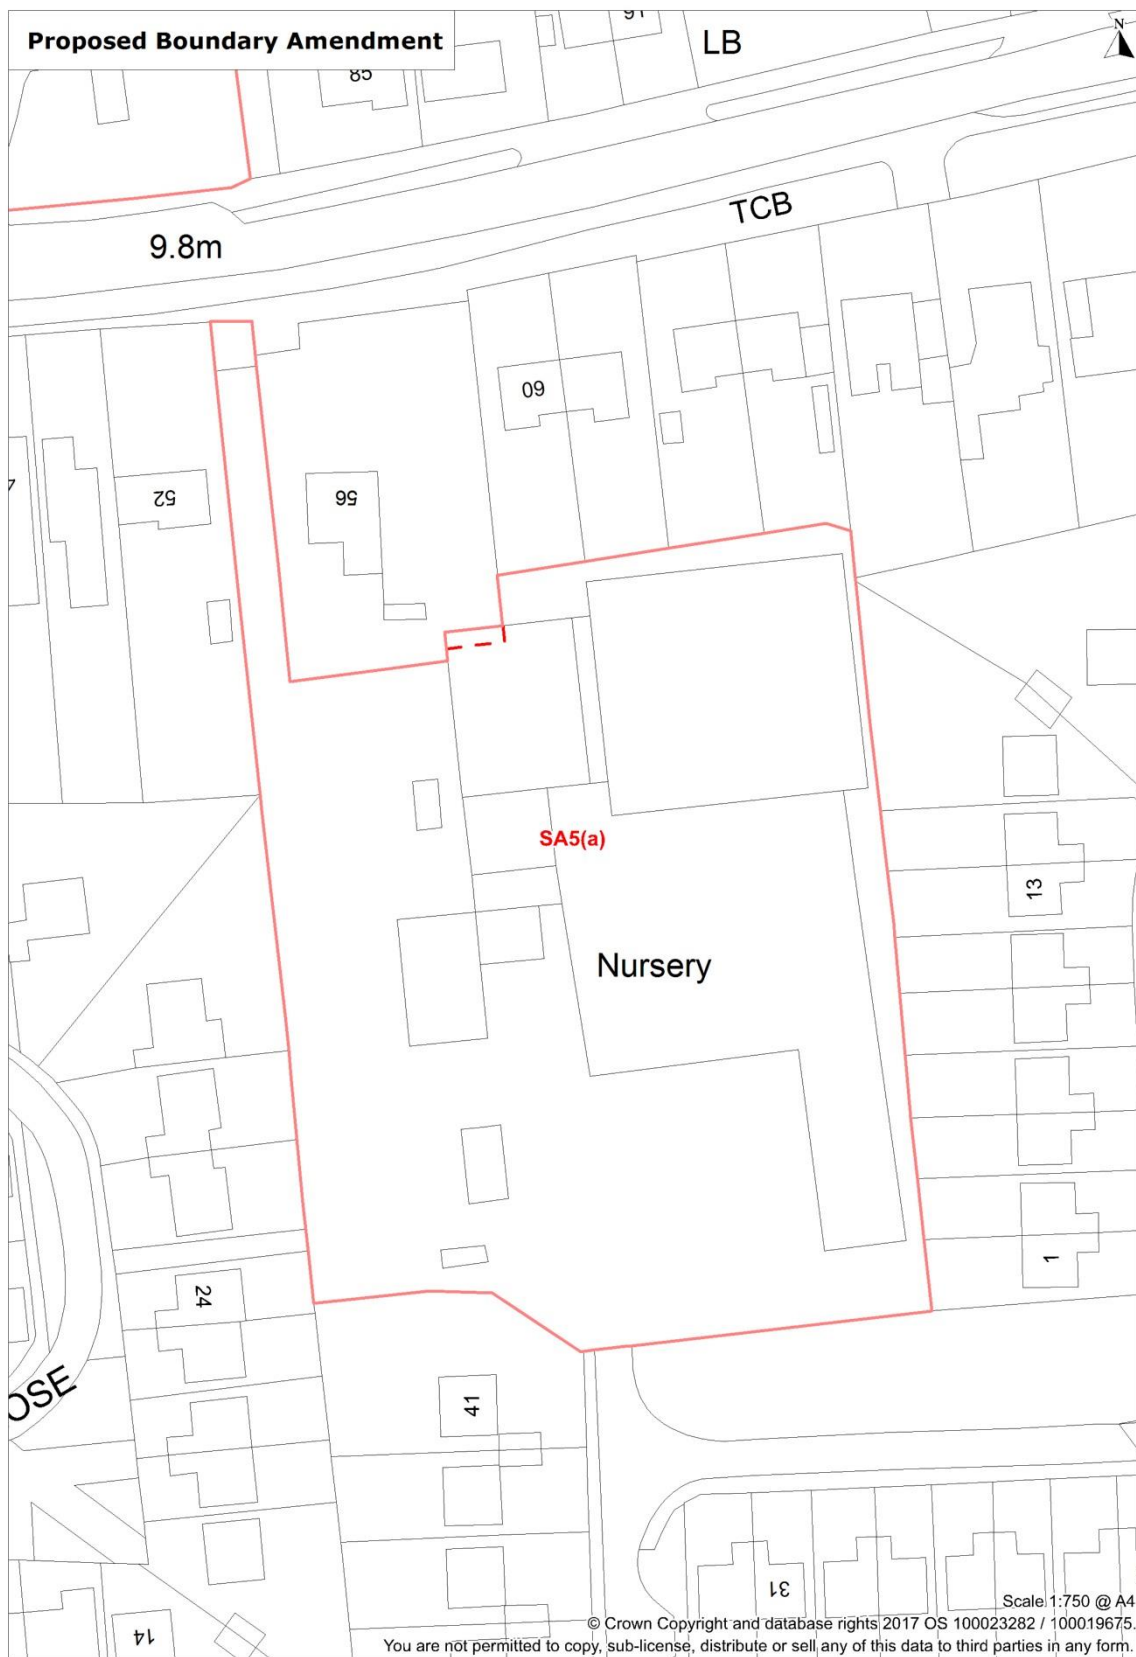 Proposed Boundary Amendment
N
91
LB
85
TCB
9.8m
60
52
56
SA5(a)
13
Nursery
1
24
OSE
41
31
14
Scale 1:750 @ A4
© Crown Copyright and database rights 2017 OS 100023282 / 100019675.
You are not permitted to copy, sub-license, distribute or sell any of this data to third parties in any form.